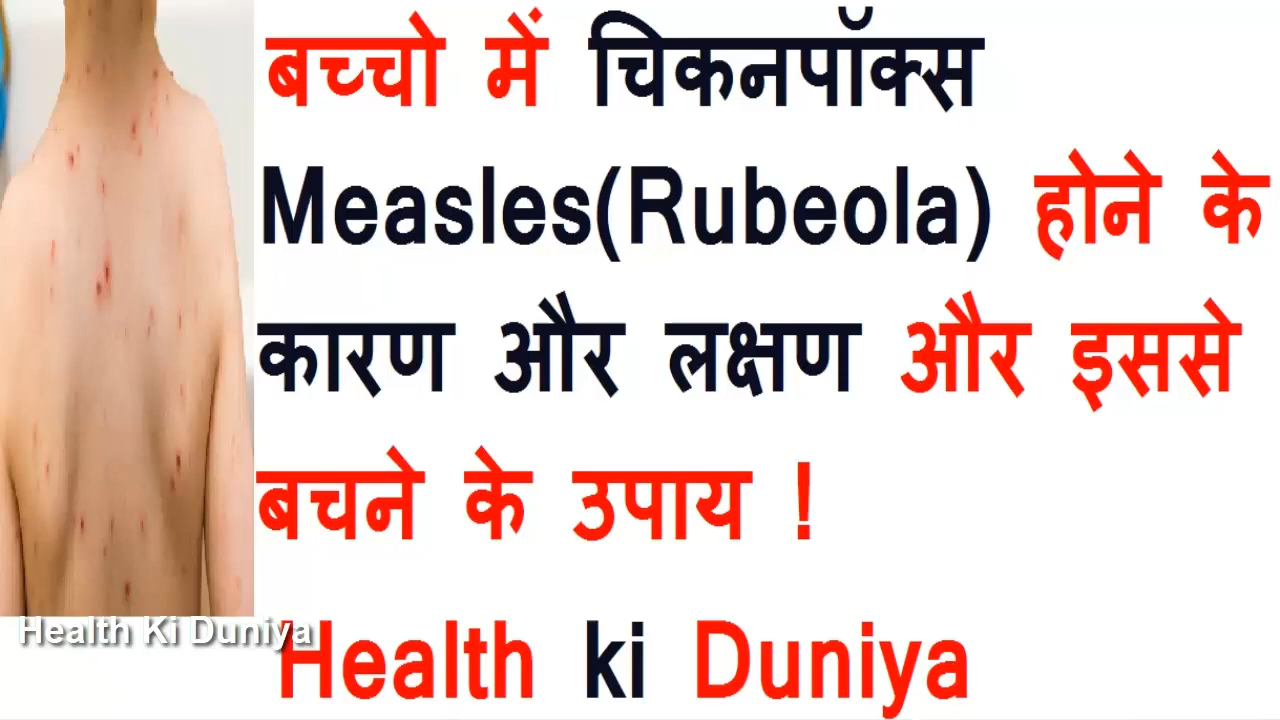 बच्चो में चिकनपॉक्स
Measles(Rubeola) होने के
कारण और लक्षण और इससे
बचने के उपाय !
Health Ki Duniya
Health ki Duniya